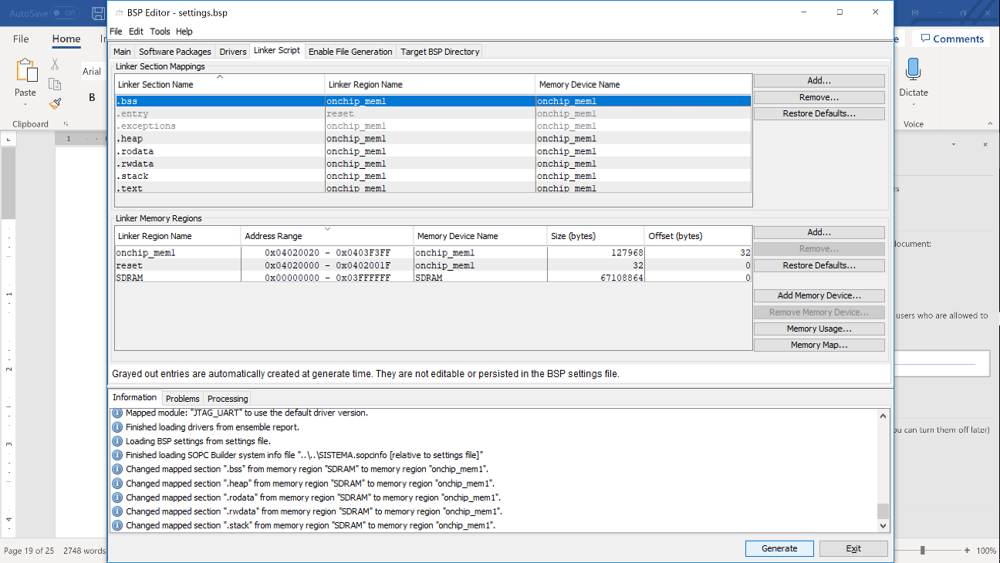 AutoSave Off
BSP Editor - settings.bsp
File Edit Tools Help
File Home
Comments
Main Software Packages Drivers Linker Script Enable File Generation Target BSP Directory
Linker Section Mappings
Linker Section Name Linker Region Name Memory Device Name
.bss onchip_mem1 onchip_mem1
.entry reset onchip_mem1
.exceptions onchip_mem1 onchip_mem1
.heap onchip_mem1 onchip_mem1
.rodata onchip_mem1 onchip_mem1
.rwdata onchip_mem1 onchip_mem1
.stack onchip_mem1 onchip_mem1
.text onchip_mem1 onchip_mem1
Add...
Remove...
Restore Defaults...
Paste
Arial
B
Clipboard
Dictate
Voice
1
Linker Memory Regions
Linker Region Name Address Range Memory Device Name Size (bytes) Offset (bytes)
onchip_mem1 0x04020020 - 0x0403F3FF onchip_mem1 127968 32
reset 0x04020000 - 0x0402001F onchip_mem1 32 0
SDRAM 0x00000000 - 0x03FFFFFF SDRAM 67108864 0
Add...
Remove...
Restore Defaults...
Add Memory Device...
Remove Memory Device...
Memory Usage...
Memory Map...
document:
users who are allowed to
ou can turn them off later)
Grayed out entries are automatically created at generate time. They are not editable or persisted in the BSP settings file.
Information Problems Processing
Mapped module: "JTAG_UART" to use the default driver version.
Finished loading drivers from ensemble report.
Loading BSP settings from settings file.
Finished loading SOPC Builder system info file "..\..\SISTEMA.sopcinfo [relative to settings file]"
Changed mapped section ".bss" from memory region "SDRAM" to memory region "onchip_mem1".
Changed mapped section ".heap" from memory region "SDRAM" to memory region "onchip_mem1".
Changed mapped section ".rodata" from memory region "SDRAM" to memory region "onchip_mem1".
Changed mapped section ".rwdata" from memory region "SDRAM" to memory region "onchip_mem1".
Changed mapped section ".stack" from memory region "SDRAM" to memory region "onchip_mem1".
1
2
3
4
Generate Exit
Page 19 of 25 2748 words
100%